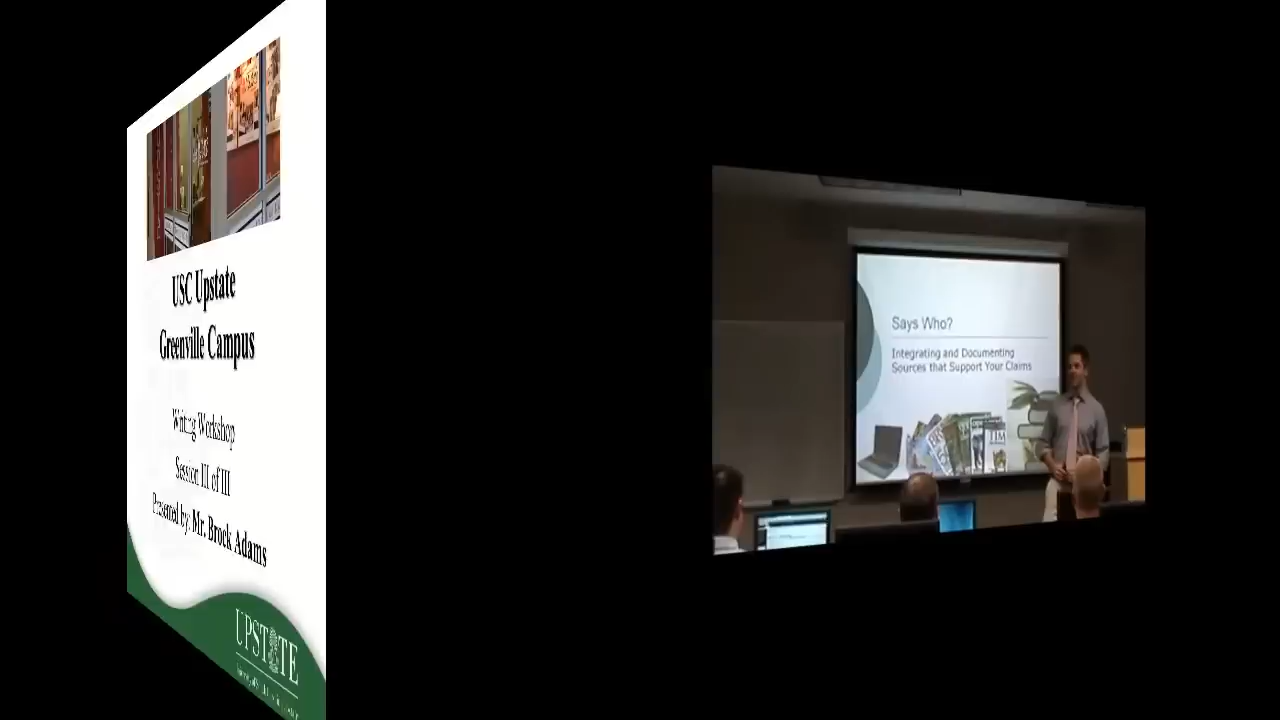 USC Upstate
Greenville Campus
Writing Workshop
Session III of III
Presented by: Mr. Brock Adams
UPSTATE
Says Who?
Integrating and Documenting
Sources that Support Your Claims